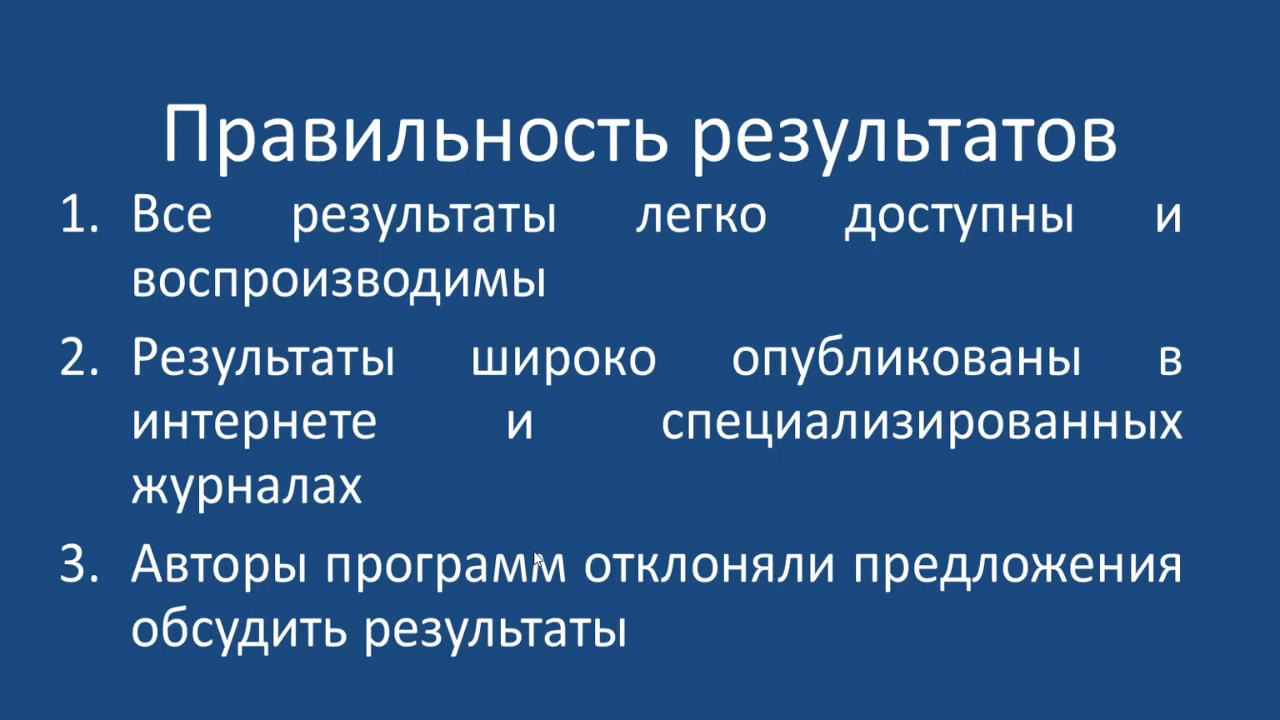 Правильность результатов
1. Все результаты легко доступны и
воспроизводимы
2. Результаты широко опубликованы в
интернете и специализированных
журналах
3. Авторы программ отклоняли предложения
обсудить результаты